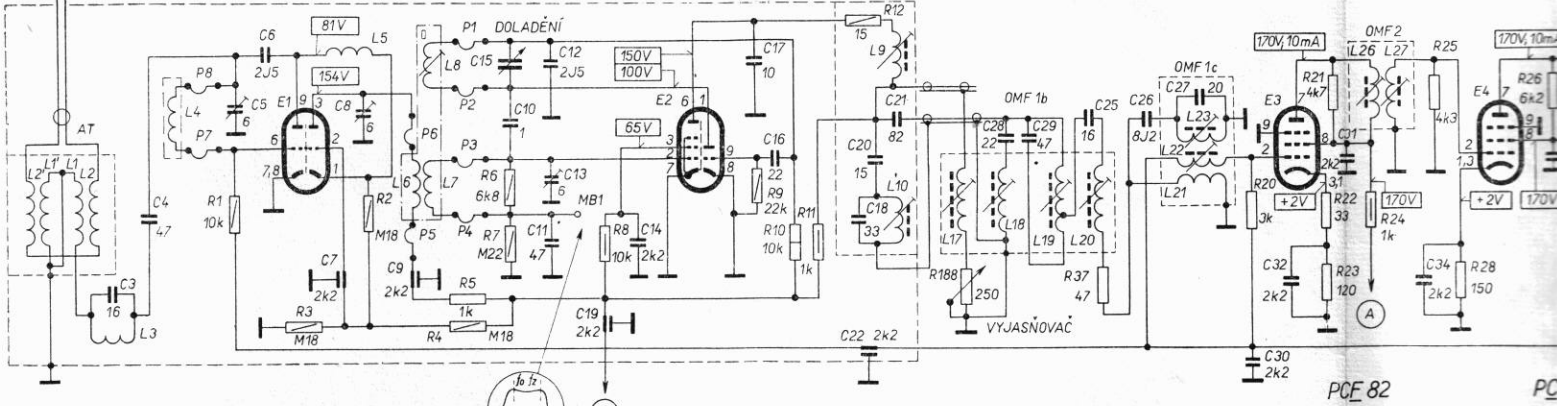 AT
L1' L1
L2' L2
C3
16
L3
C4
47
P8
L4
P7
C5
6
C6
2J5
81V
L5
154V
E1 9 3
6 2
7,8 1
C8
6
R1
10k
R2
M18
C7
2k2
R3
M18
R4
M18
R5
1k
C9
2k2
P6
L6
P5
P1
DOLADĚNÍ
L8
C15
P2
C12
2J5
C10
1
P3
L7
R6
6k8
C13
6
P4
R7
M22
C11
47
MB1
fo fz
150V
100V
65V
E2 6 1
3
2
7
9
8
R8
10k
C14
2k2
C19
2k2
C17
10
C16
22
R9
22k
R10
10k
R11
1k
C22 2k2
R12
15
L9
C21
82
C20
15
C18
33
L10
OMF1b
L17
C28
22
L18
C29
47
L19
C25
16
L20
R188
250
VYJASŇOVAČ
R37
47
C26
8J2
OMF1c
C27 20
L23
L22
L21
R20
3k
C30
2k2
170V, 10mA
E3 7
9
2
8
3,1
+2V
R21
4k7
C31
2k2
R22
33
C32
2k2
R23
120
170V
R24
1k
A
PCF 82
OMF2
L26 L27
R25
4k3
170V, 10mA
E4 7
9
8
2
1,3
+2V
R26
6k2
170V
C34
2k2
R28
150
PC